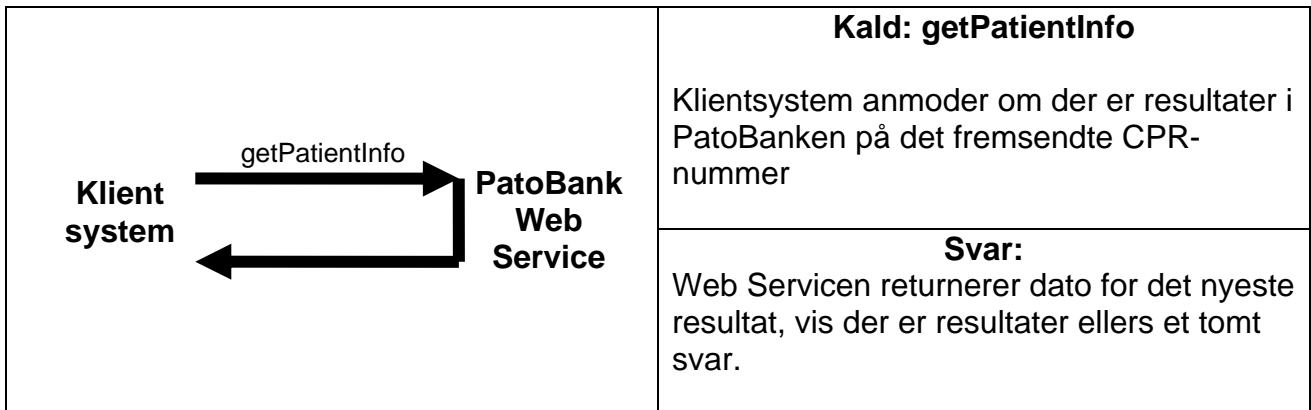 getPatientInfo
Klient
system
PatoBank
Web
Service
Kald: getPatientInfo
Klientsystem anmoder om der er resultater i
PatoBanken på det fremsendte CPR-
nummer
Svar:
Web Servicen returnerer dato for det nyeste
resultat, vis der er resultater ellers et tomt
svar.